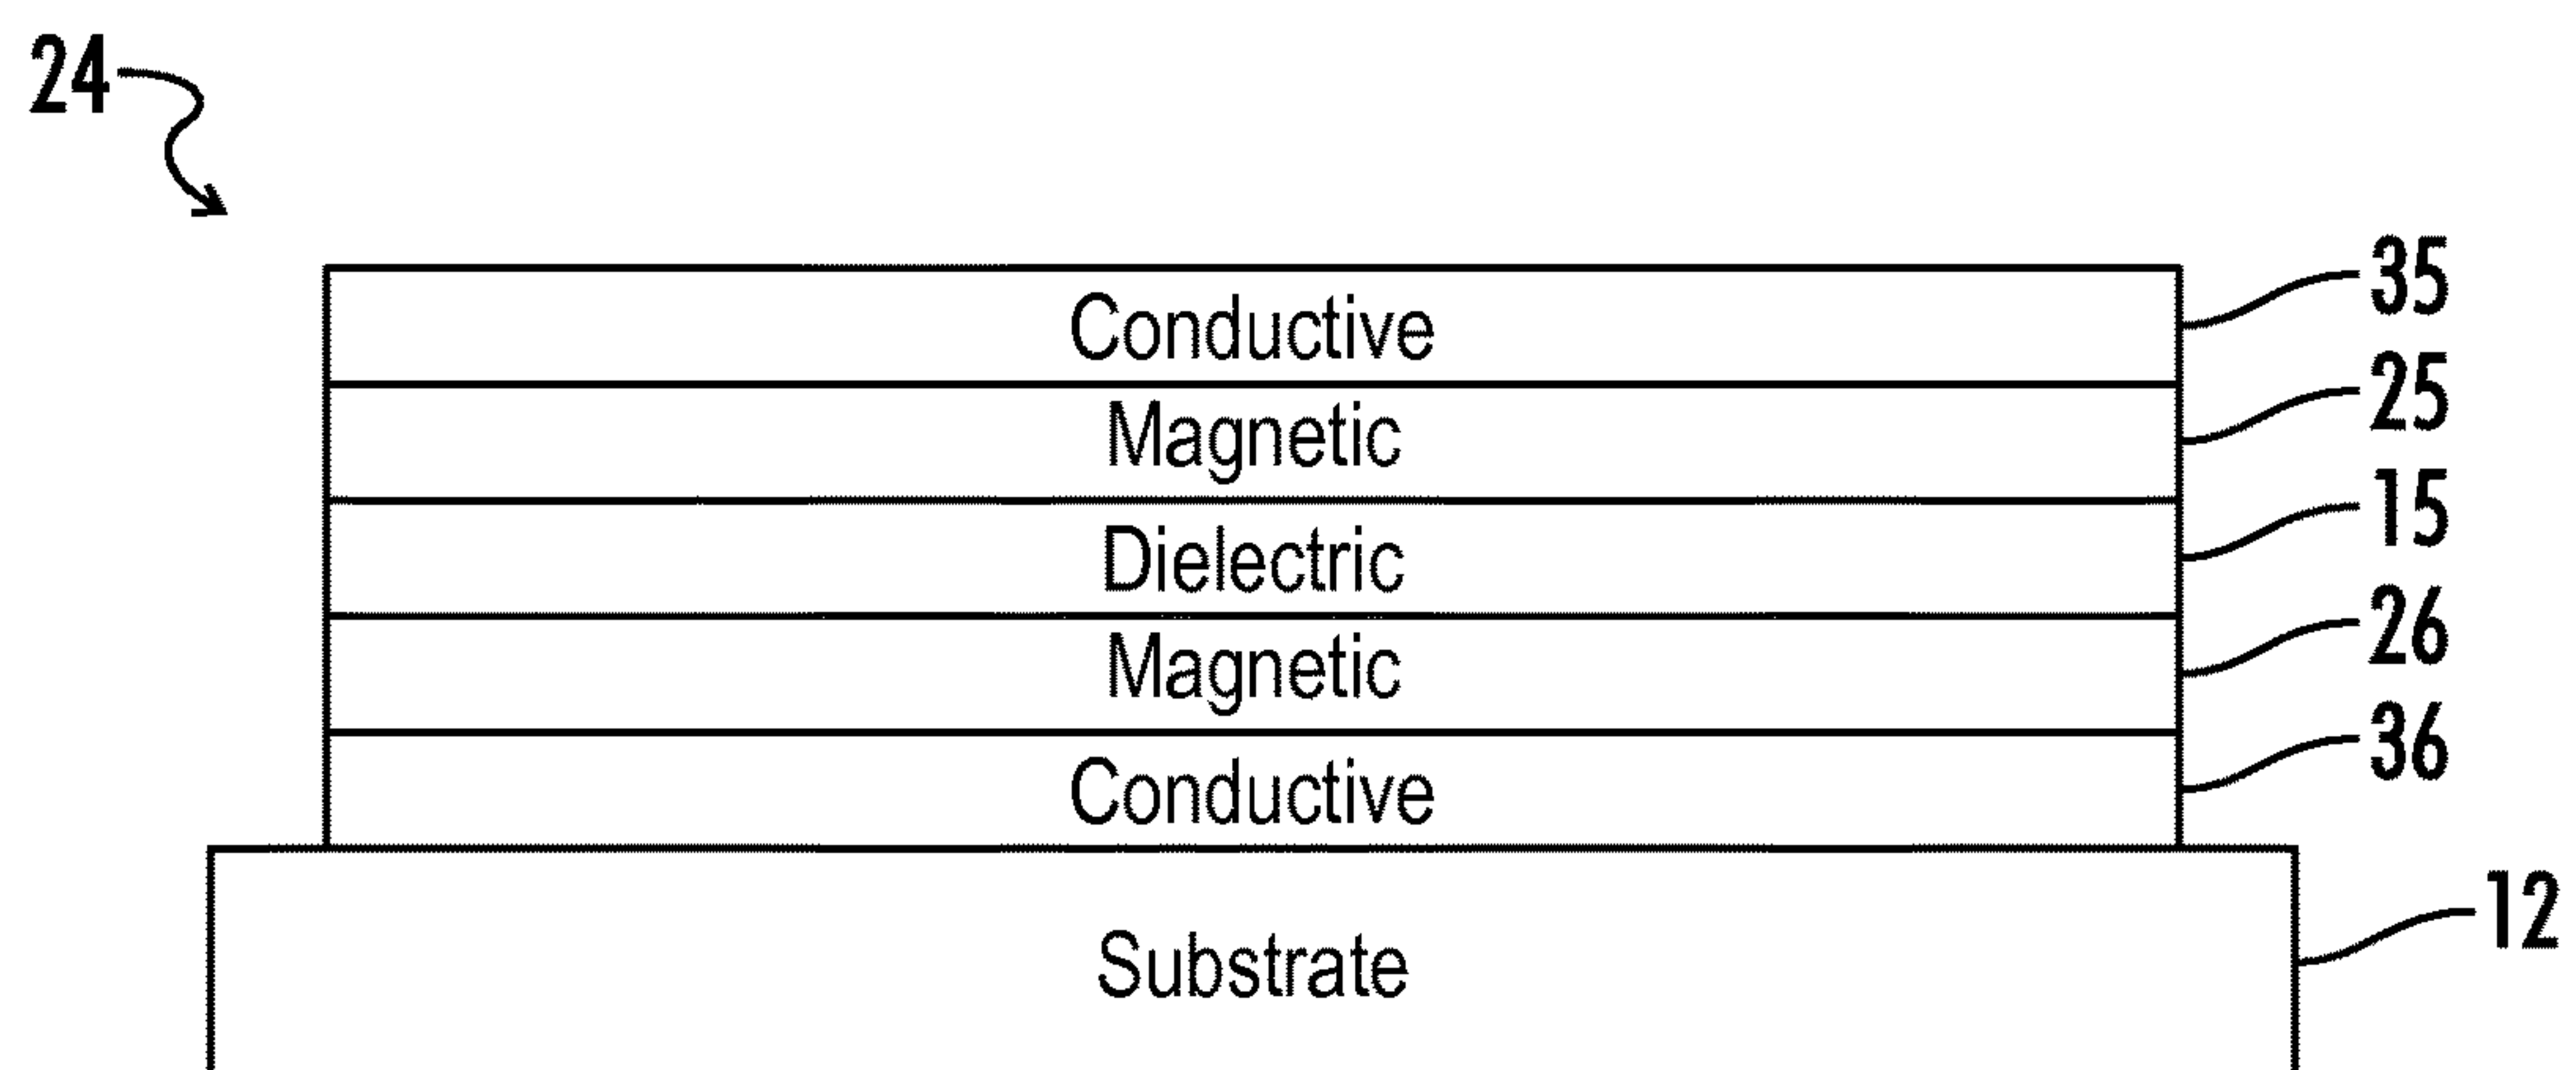 24
Conductive 35
Magnetic 25
Dielectric 15
Magnetic 26
Conductive 36
Substrate 12